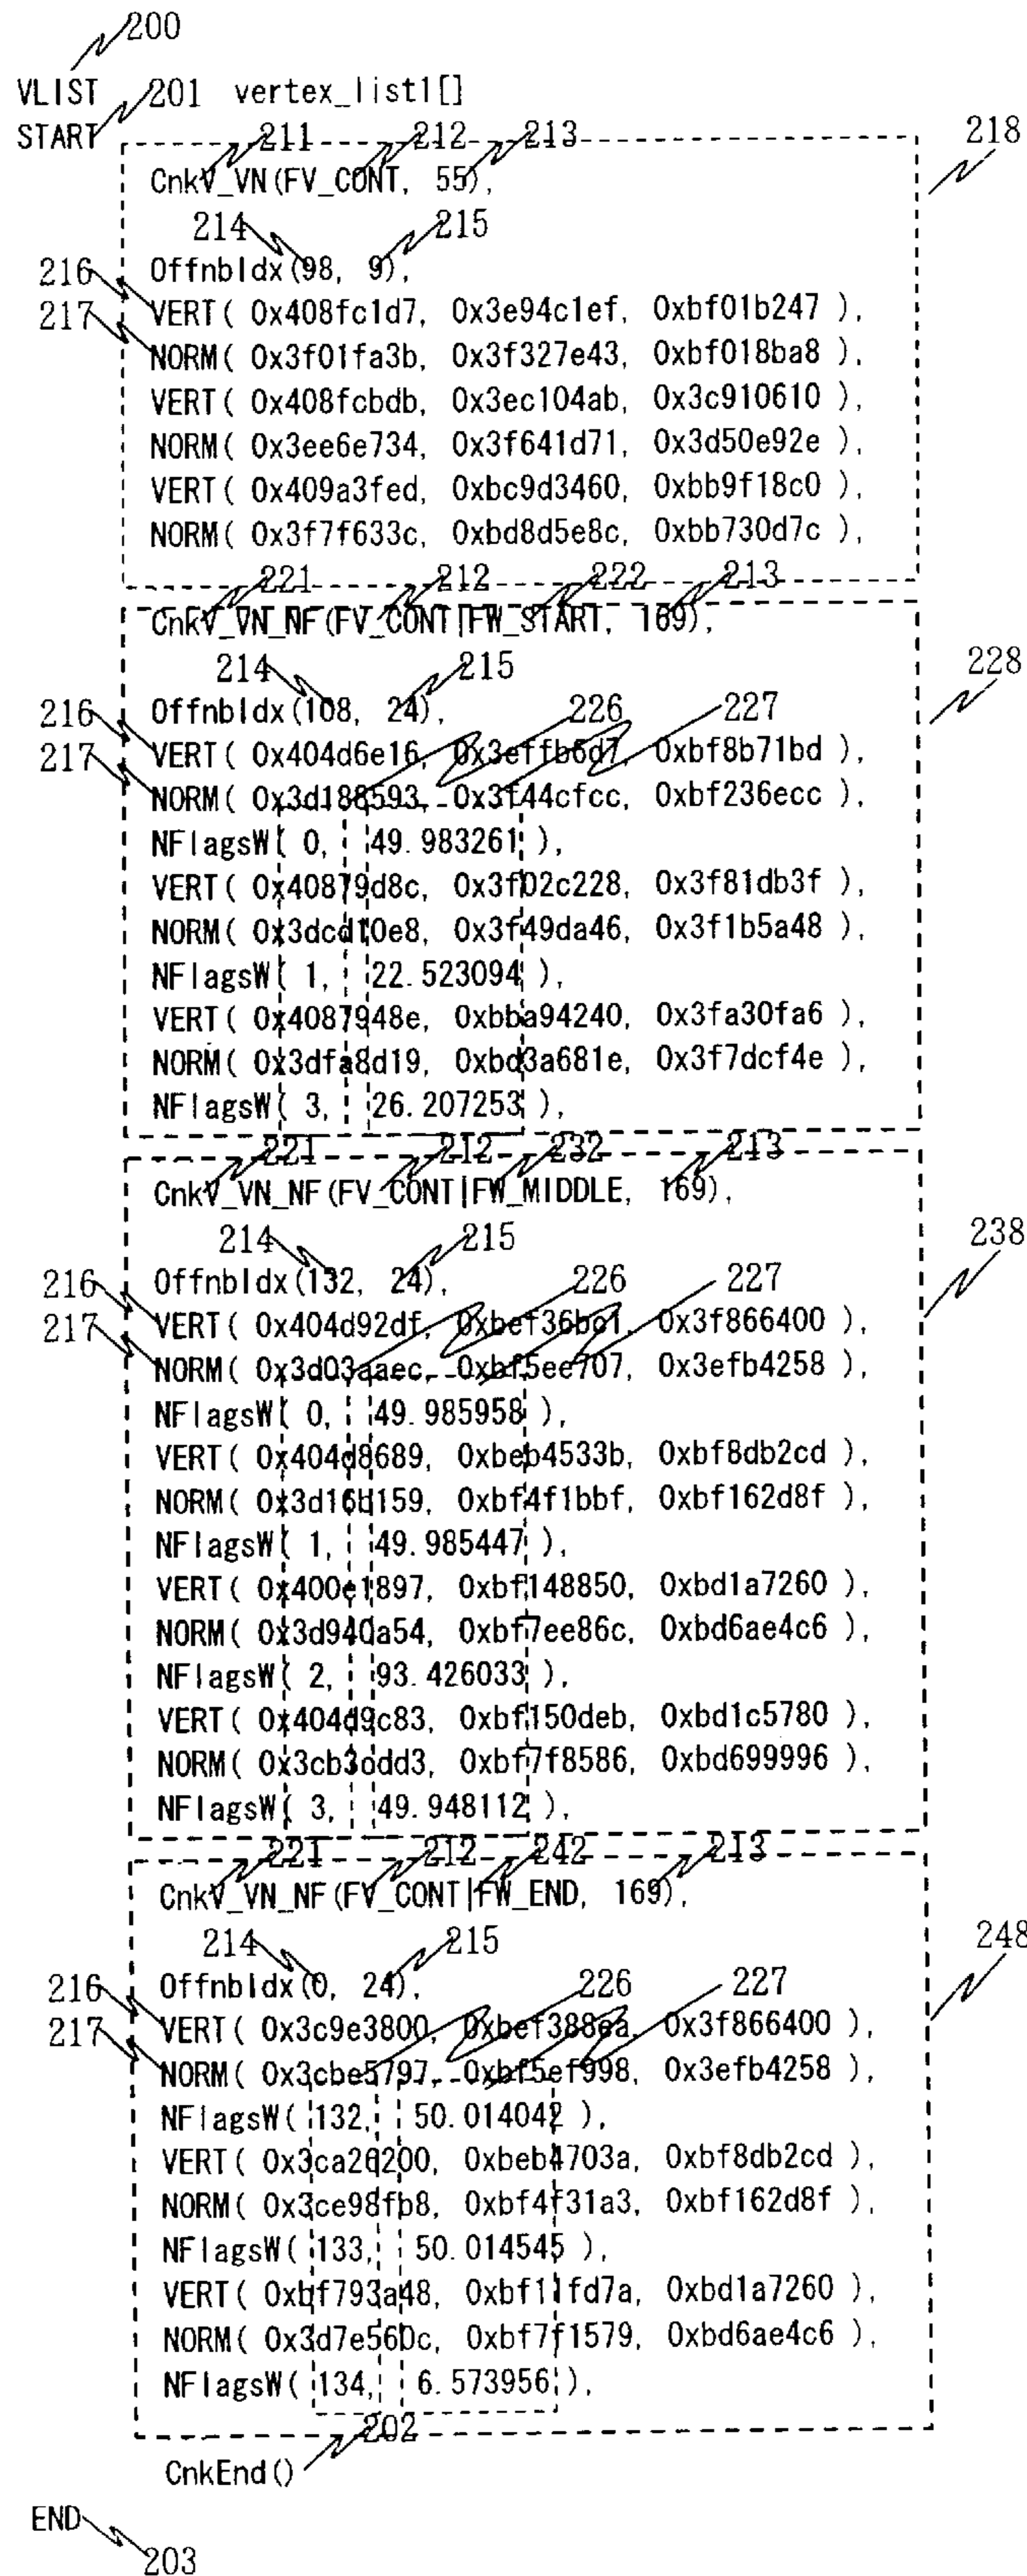 200
VLIST 201 vertex_list1[]
START
211 212 213 218
CnkV_VN(FV_CONT, 55),
214 215
OffnbIdx(98, 9),
216 VERT( 0x408fc1d7, 0x3e94c1ef, 0xbf01b247 ),
217 NORM( 0x3f01fa3b, 0x3f327e43, 0xbf018ba8 ),
VERT( 0x408fcbdb, 0x3ec104ab, 0x3c910610 ),
NORM( 0x3ee6e734, 0x3f641d71, 0x3d50e92e ),
VERT( 0x409a3fed, 0xbc9d3460, 0xbb9f18c0 ),
NORM( 0x3f7f633c, 0xbd8d5e8c, 0xbb730d7c ),
221 212 222 213
CnkV_VN_NF(FV_CONT|FW_START, 169),
214 215 228
OffnbIdx(108, 24),
216 226 227
VERT( 0x404d6e16, 0x3effb6d7, 0xbf8b71bd ),
217 NORM( 0x3d188593, 0x3f44cfcc, 0xbf236ecc ),
NFlagsW( 0, 49.983261 ),
VERT( 0x40879d8c, 0x3f02c228, 0x3f81db3f ),
NORM( 0x3dcd10e8, 0x3f49da46, 0x3f1b5a48 ),
NFlagsW( 1, 22.523094 ),
VERT( 0x4087948e, 0xbba94240, 0x3fa30fa6 ),
NORM( 0x3dfa8d19, 0xbd3a681e, 0x3f7dcf4e ),
NFlagsW( 3, 26.207253 ),
221 212 232 213
CnkV_VN_NF(FV_CONT|FW_MIDDLE, 169),
214 215 238
OffnbIdx(132, 24),
216 226 227
VERT( 0x404d92df, 0x3f866400 ),
217 NORM( 0x3d03aaec, 0xbf5ee707, 0x3efb4258 ),
NFlagsW( 0, 49.985958 ),
VERT( 0x404d8689, 0xbeb4533b, 0xbf8db2cd ),
NORM( 0x3d16b159, 0xbf4f1bbf, 0xbf162d8f ),
NFlagsW( 1, 49.985447 ),
VERT( 0x400e1897, 0xbf148850, 0xbd1a7260 ),
NORM( 0x3d940a54, 0xbf7ee86c, 0xbd6ae4c6 ),
NFlagsW( 2, 93.426033 ),
VERT( 0x404d9c83, 0xbf150deb, 0xbd1c5780 ),
NORM( 0x3cb3cdd3, 0xbf7f8586, 0xbd699996 ),
NFlagsW( 3, 49.948112 ),
221 212 242 213
CnkV_VN_NF(FV_CONT|FW_END, 169),
214 215 248
OffnbIdx(0, 24),
216 226 227
VERT( 0x3c9e3800, 0xbef388ea, 0x3f866400 ),
217 NORM( 0x3cbe5797, 0xbf5ef998, 0x3efb4258 ),
NFlagsW( 132, 50.014042 ),
VERT( 0x3ca26200, 0xbeb4703a, 0xbf8db2cd ),
NORM( 0x3ce98fb8, 0xbf4f31a3, 0xbf162d8f ),
NFlagsW( 133, 50.014545 ),
VERT( 0xbf793a48, 0xbf11fd7a, 0xbd1a7260 ),
NORM( 0x3d7e560c, 0xbf7f1579, 0xbd6ae4c6 ),
NFlagsW( 134, 6.573956 ),
202
CnkEnd()
END
203